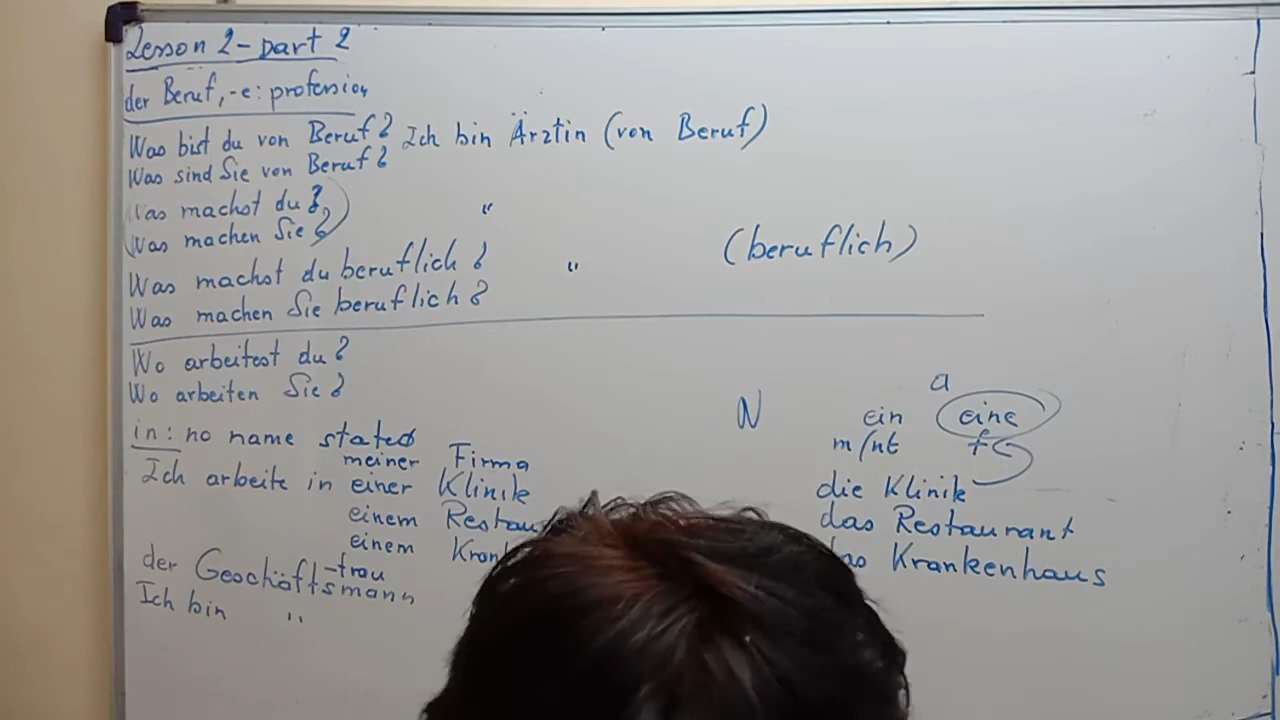 Lesson 2 - part 2
der Beruf, -e: profession
Was bist du von Beruf? Ich bin Ärztin (von Beruf)
Was sind Sie von Beruf?
Was machst du?
"
Was machen Sie?
Was machst du beruflich?
" (beruflich)
Was machen Sie beruflich?
Wo arbeitest du?
Wo arbeiten Sie?
a
N ein eine
m/nt f
in: no name stated
meiner Firma
Ich arbeite in einer Klinik die Klinik
einem das Restaurant
einem das Krankenhaus
-frau
der Geschäftsmann
Ich bin "